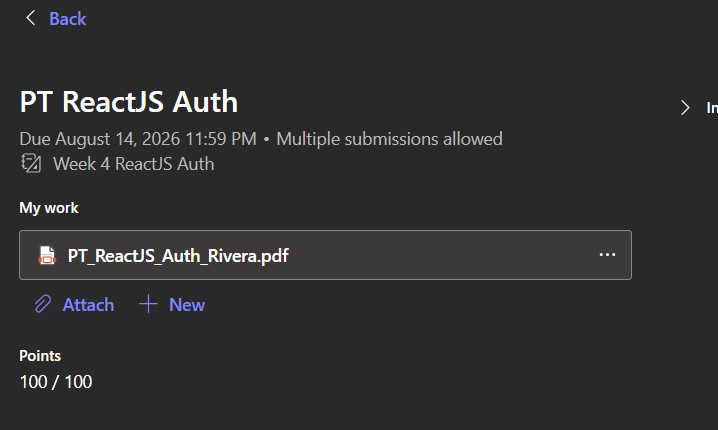 Back
PT ReactJS Auth
Due August 14, 2026 11:59 PM • Multiple submissions allowed
Week 4 ReactJS Auth
My work
PT_ReactJS_Auth_Rivera.pdf
Attach
New
Points
100 / 100